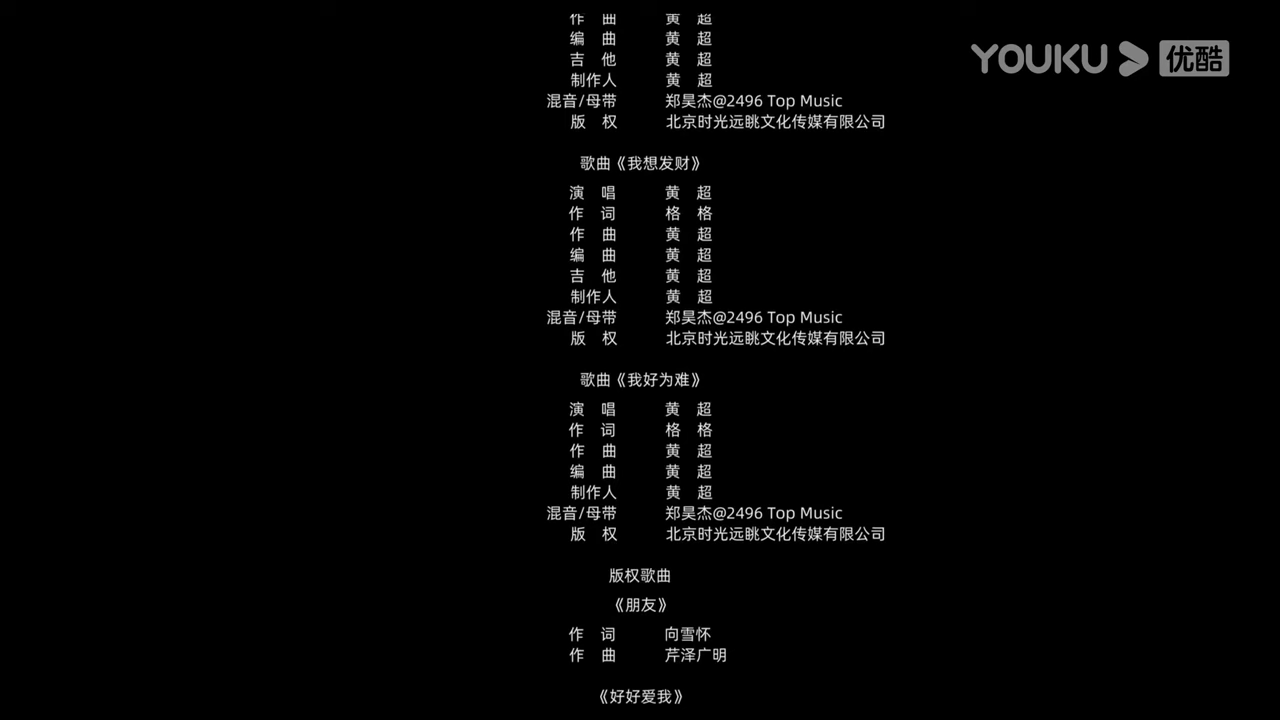 作 曲 黄 超
编 曲 黄 超
YOUKU 优酷
吉 他 黄 超
制作人 黄 超
混音/母带 郑昊杰@2496 Top Music
版 权 北京时光远眺文化传媒有限公司
歌曲《我想发财》
演 唱 黄 超
作 词 格 格
作 曲 黄 超
编 曲 黄 超
吉 他 黄 超
制作人 黄 超
混音/母带 郑昊杰@2496 Top Music
版 权 北京时光远眺文化传媒有限公司
歌曲《我好为难》
演 唱 黄 超
作 词 格 格
作 曲 黄 超
编 曲 黄 超
制作人 黄 超
混音/母带 郑昊杰@2496 Top Music
版 权 北京时光远眺文化传媒有限公司
版权歌曲
《朋友》
作 词 向雪怀
作 曲 芹泽广明
《好好爱我》